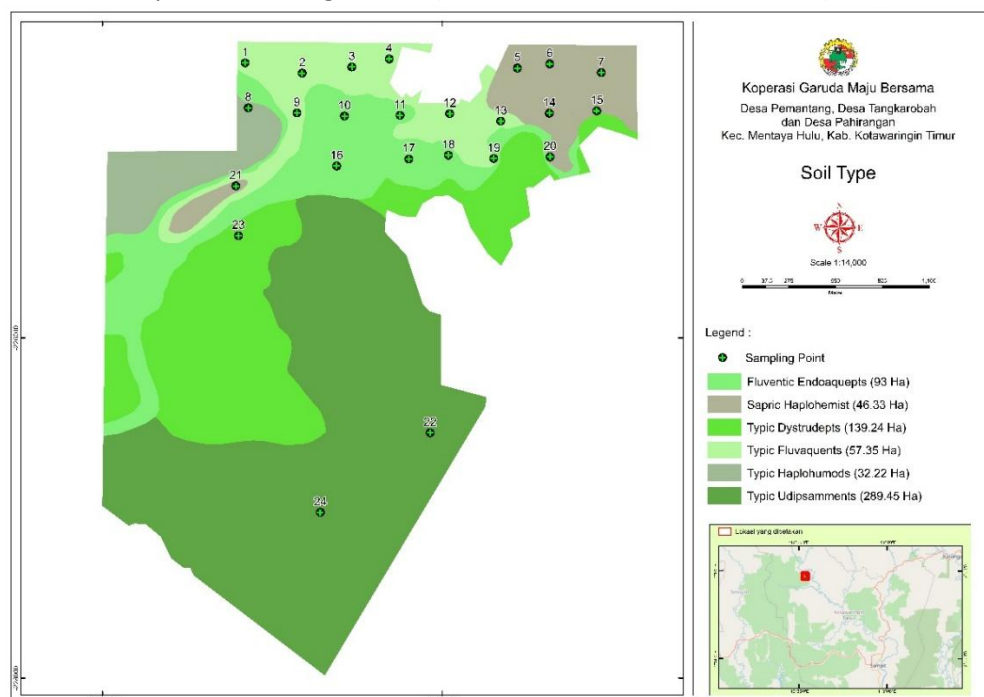 1
2
3
4
5
6
7
8
9
10
11
12
13
14
15
16
17
18
19
20
21
23
22
24
Koperasi Garuda Maju Bersama
Desa Pemantang, Desa Tangkarobah
dan Desa Pahirangan
Kec. Mentaya Hulu, Kab. Kotawaringin Timur
Soil Type
N
W E
S
Scale 1:14,000
Legend :
Sampling Point
Fluventic Endoaquepts (93 Ha)
Sapric Haplohemist (46.33 Ha)
Typic Dystrudepts (139.24 Ha)
Typic Fluvaquents (57.35 Ha)
Typic Haplohumods (32.22 Ha)
Typic Udipsamments (289.45 Ha)